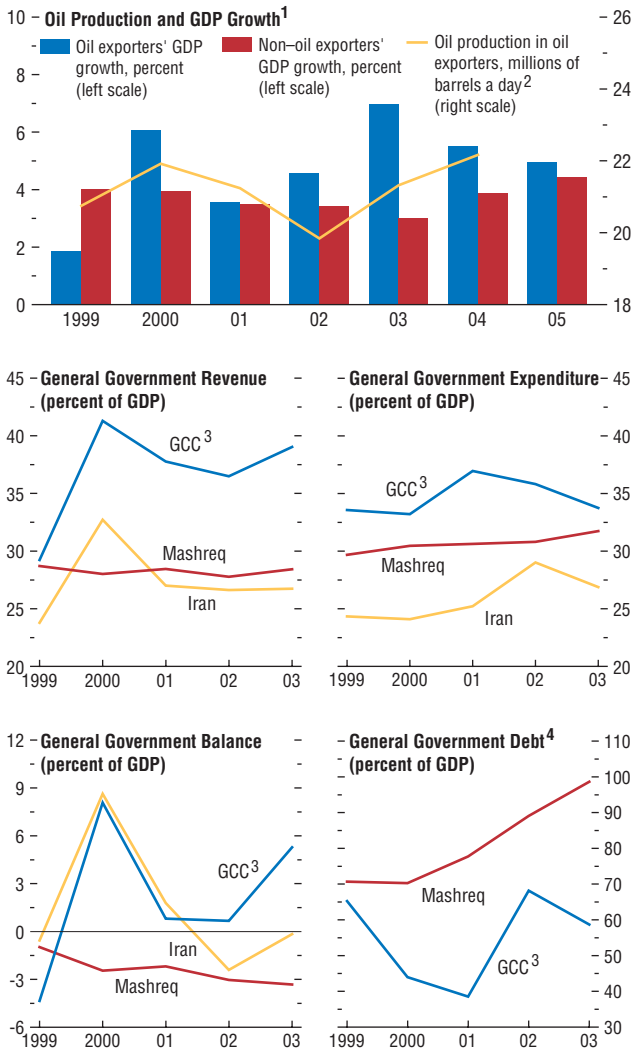 Oil Production and GDP Growth1
Oil exporters' GDP
growth, percent
(left scale)
Non–oil exporters'
GDP growth, percent
(left scale)
Oil production in oil
exporters, millions of
barrels a day2
(right scale)
10
8
6
4
2
0
26
24
22
20
18
1999 2000 01 02 03 04 05
General Government Revenue
(percent of GDP)
45
40
35
30
25
20
GCC3
Mashreq
Iran
1999 2000 01 02 03
General Government Expenditure
(percent of GDP)
45
40
35
30
25
20
GCC3
Mashreq
Iran
1999 2000 01 02 03
General Government Balance
(percent of GDP)
12
9
6
3
0
-3
-6
GCC3
Iran
Mashreq
1999 2000 01 02 03
General Government Debt4
(percent of GDP)
110
100
90
80
70
60
50
40
30
Mashreq
GCC3
1999 2000 01 02 03